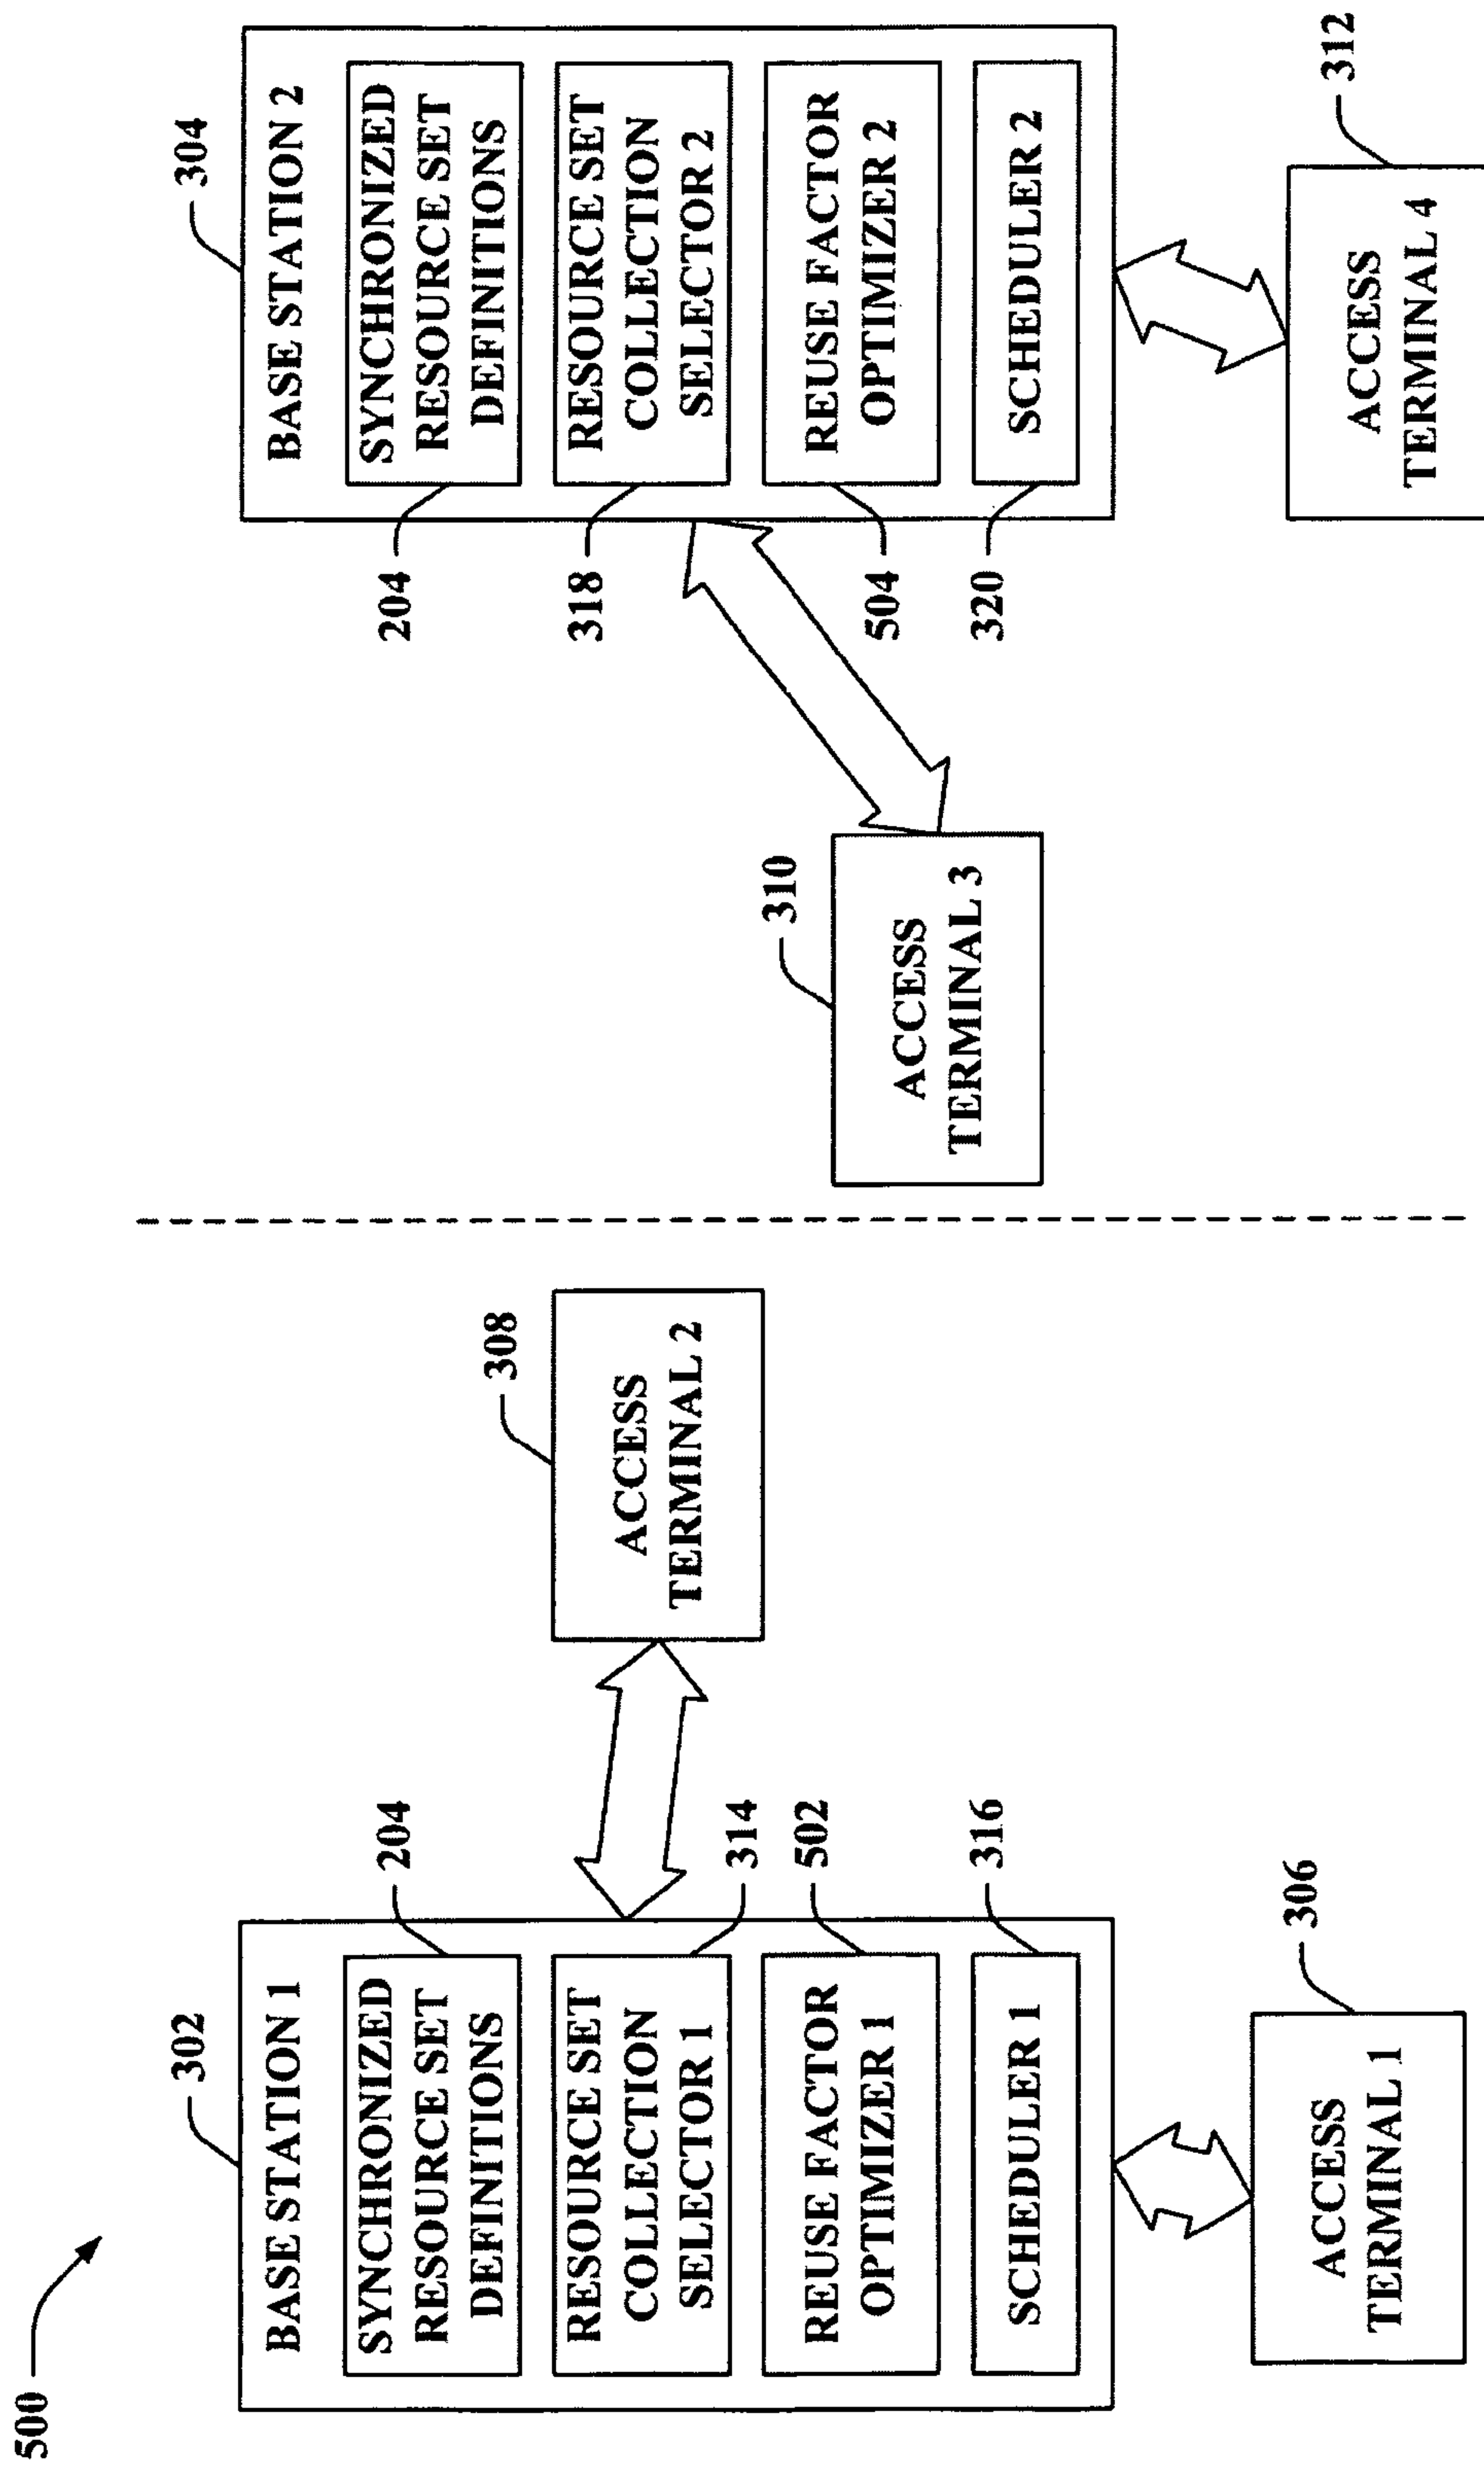 500
302
BASE STATION 1
SYNCHRONIZED
RESOURCE SET
DEFINITIONS
204
RESOURCE SET
COLLECTION
SELECTOR 1
314
REUSE FACTOR
OPTIMIZER 1
502
SCHEDULER 1
316
306
ACCESS
TERMINAL 1
308
ACCESS
TERMINAL 2
310
ACCESS
TERMINAL 3
304
BASE STATION 2
204
SYNCHRONIZED
RESOURCE SET
DEFINITIONS
318
RESOURCE SET
COLLECTION
SELECTOR 2
504
REUSE FACTOR
OPTIMIZER 2
320
SCHEDULER 2
312
ACCESS
TERMINAL 4